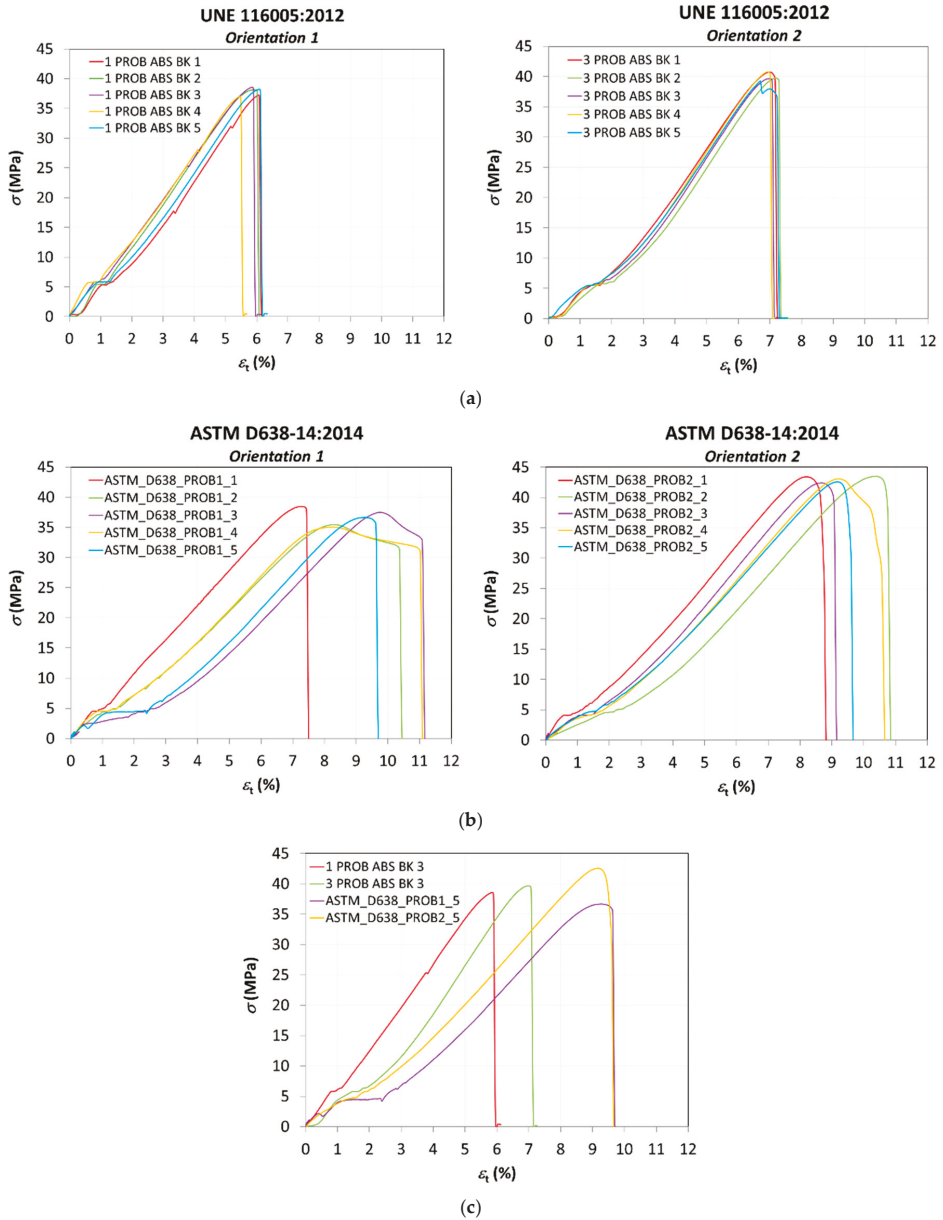 UNE 116005:2012
Orientation 1
45
40
35
30
25
20
15
10
5
0
σ (MPa)
1 PROB ABS BK 1
1 PROB ABS BK 2
1 PROB ABS BK 3
1 PROB ABS BK 4
1 PROB ABS BK 5
0 1 2 3 4 5 6 7 8 9 10 11 12
εt (%)
UNE 116005:2012
Orientation 2
45
40
35
30
25
20
15
10
5
0
σ (MPa)
3 PROB ABS BK 1
3 PROB ABS BK 2
3 PROB ABS BK 3
3 PROB ABS BK 4
3 PROB ABS BK 5
0 1 2 3 4 5 6 7 8 9 10 11 12
εt (%)
(a)
ASTM D638-14:2014
Orientation 1
45
40
35
30
25
20
15
10
5
0
σ (MPa)
ASTM_D638_PROB1_1
ASTM_D638_PROB1_2
ASTM_D638_PROB1_3
ASTM_D638_PROB1_4
ASTM_D638_PROB1_5
0 1 2 3 4 5 6 7 8 9 10 11 12
εt (%)
ASTM D638-14:2014
Orientation 2
45
40
35
30
25
20
15
10
5
0
σ (MPa)
ASTM_D638_PROB2_1
ASTM_D638_PROB2_2
ASTM_D638_PROB2_3
ASTM_D638_PROB2_4
ASTM_D638_PROB2_5
0 1 2 3 4 5 6 7 8 9 10 11 12
εt (%)
(b)
45
40
35
30
25
20
15
10
5
0
σ (MPa)
1 PROB ABS BK 3
3 PROB ABS BK 3
ASTM_D638_PROB1_5
ASTM_D638_PROB2_5
0 1 2 3 4 5 6 7 8 9 10 11 12
εt (%)
(c)